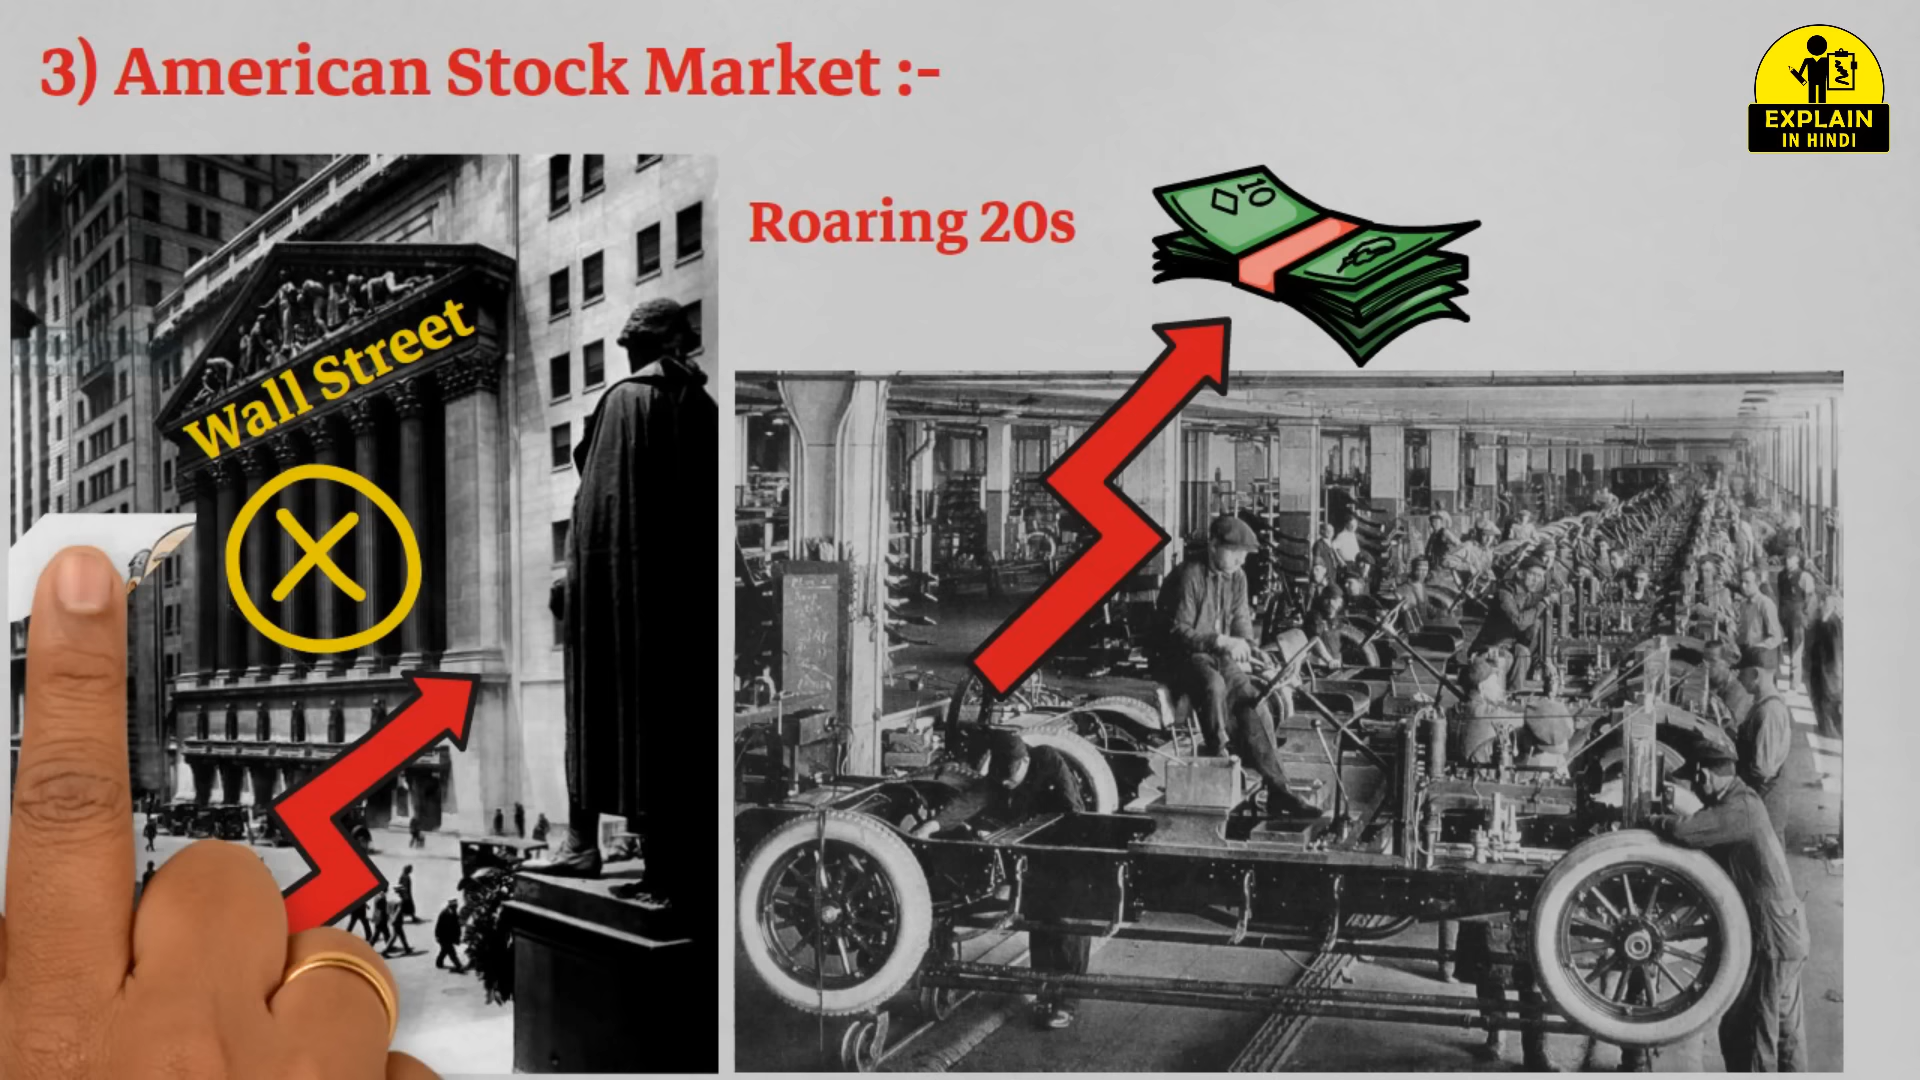 3) American Stock Market :-
EXPLAIN
IN HINDI
Roaring 20s
10
Wall Street